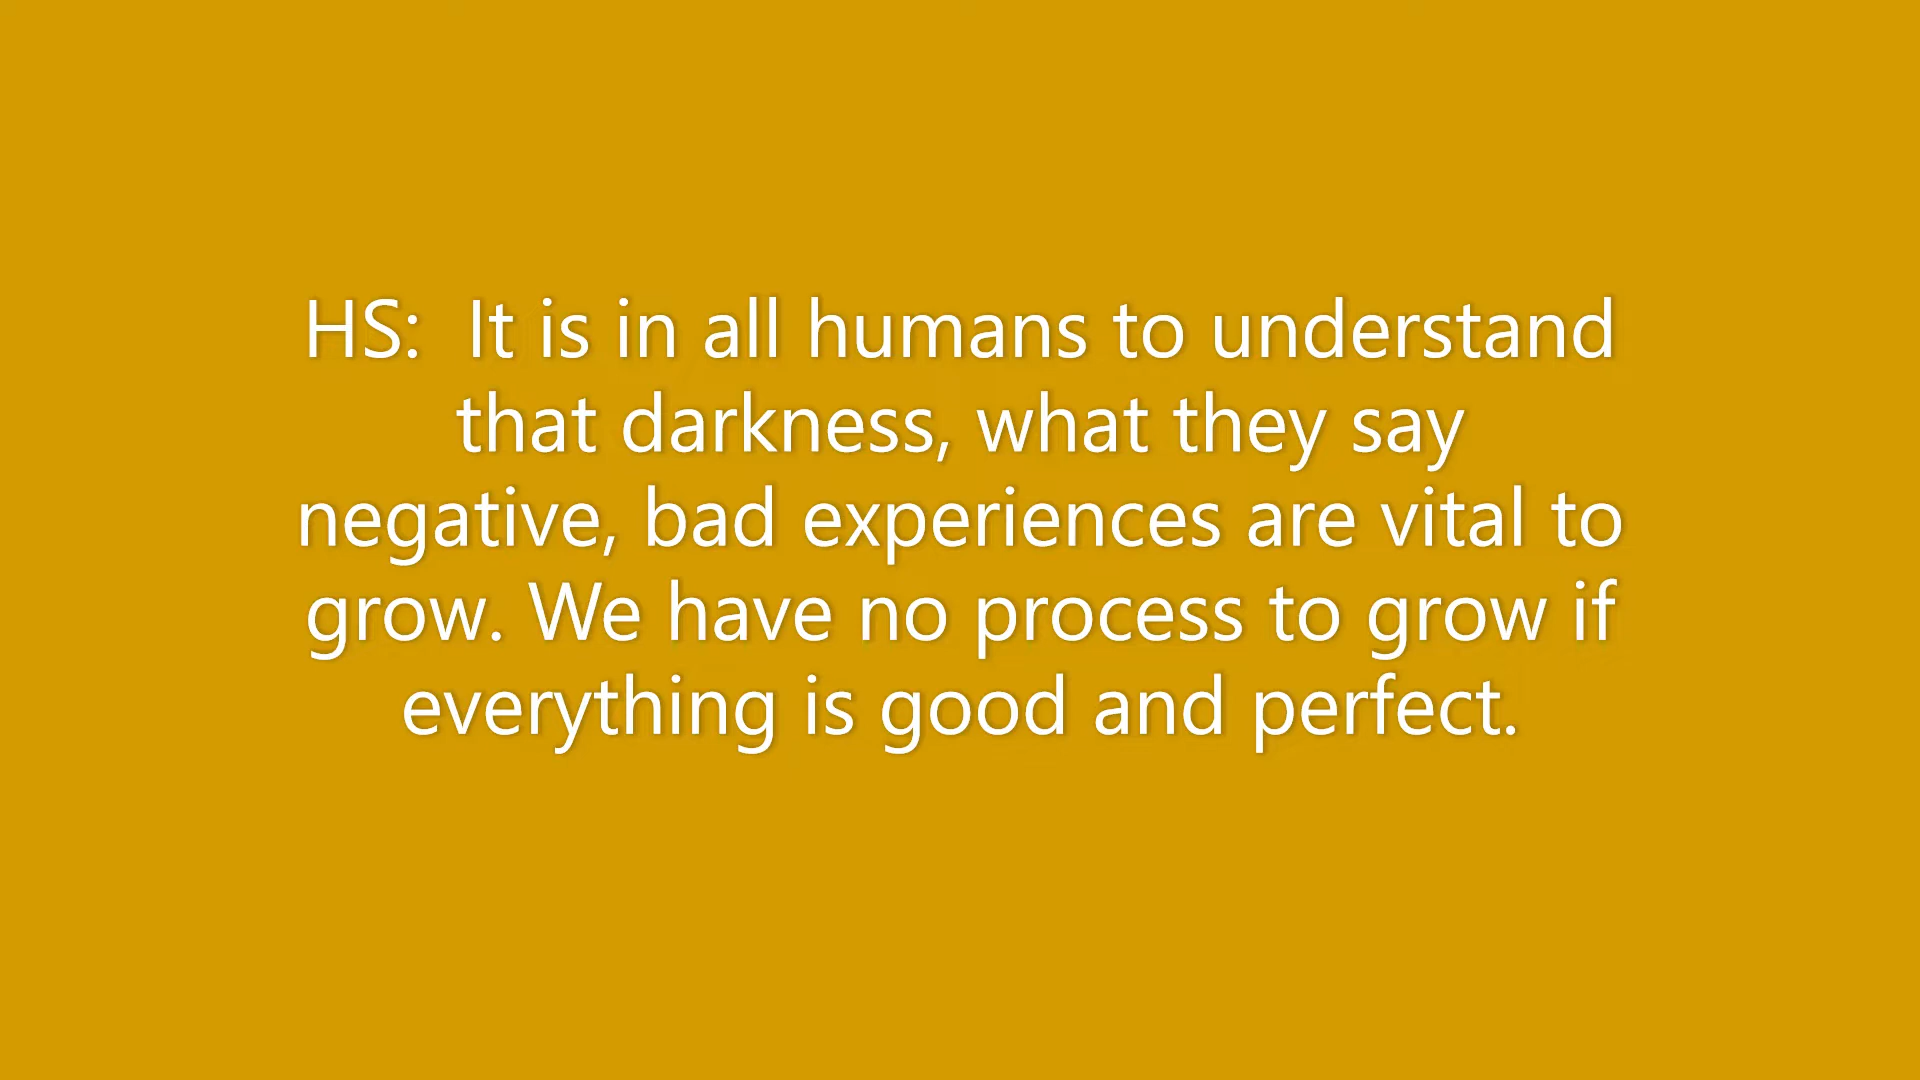 HS:  It is in all humans to understand
that darkness, what they say
negative, bad experiences are vital to
grow. We have no process to grow if
everything is good and perfect.